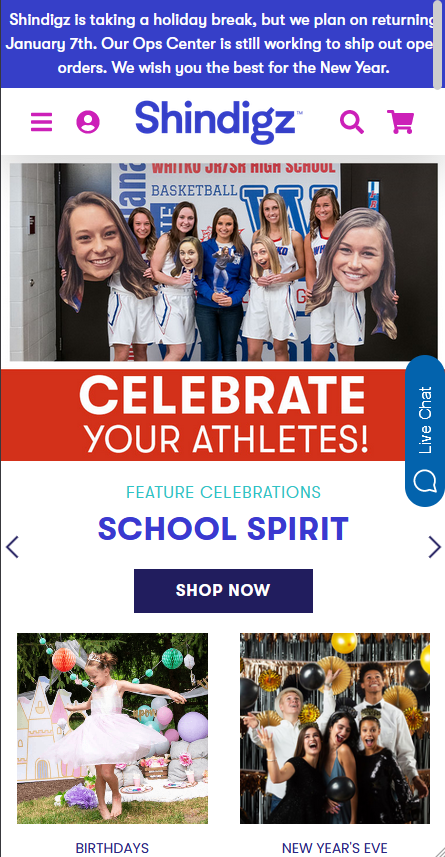 Shindigz is taking a holiday break, but we plan on returning
January 7th. Our Ops Center is still working to ship out open
orders. We wish you the best for the New Year.
Shindigz™
WHITKO JR/SR HIGH SCHOOL
BASKETBALL
W
CELEBRATE
YOUR ATHLETES!
Live Chat
FEATURE CELEBRATIONS
SCHOOL SPIRIT
SHOP NOW
BIRTHDAYS
NEW YEAR'S EVE